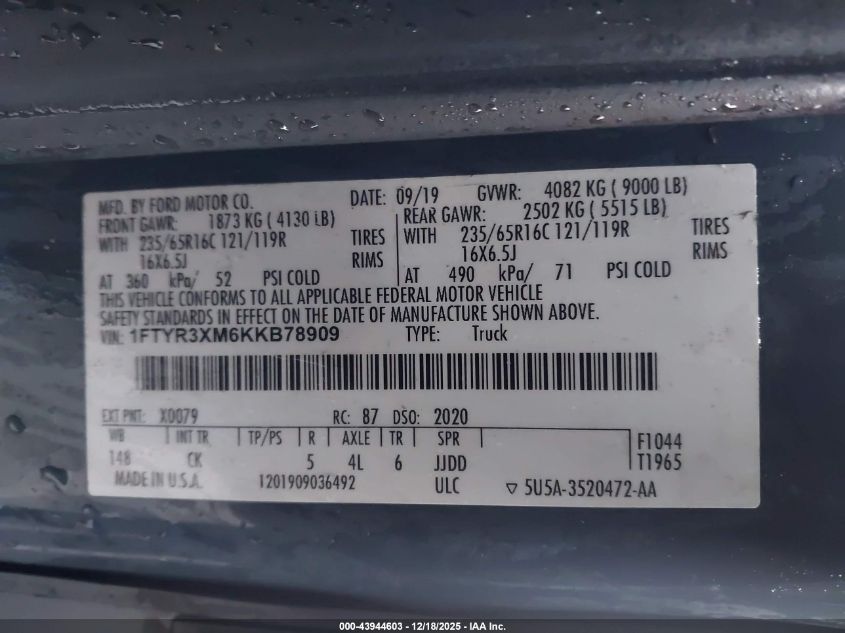 MFD. BY FORD MOTOR CO. DATE: 09/19 GVWR: 4082 KG ( 9000 LB)
FRONT GAWR: 1873 KG ( 4130 LB) REAR GAWR: 2502 KG ( 5515 LB)
WITH 235/65R16C 121/119R TIRES WITH 235/65R16C 121/119R TIRES
16X6.5J RIMS 16X6.5J RIMS
AT 360 kPa/ 52 PSI COLD AT 490 kPa/ 71 PSI COLD
THIS VEHICLE CONFORMS TO ALL APPLICABLE FEDERAL MOTOR VEHICLE
SAFETY STANDARDS IN EFFECT ON THE DATE OF MANUFACTURE SHOWN ABOVE.
VIN: 1FTYR3XM6KKB78909 TYPE: Truck
EXT PNT: X0079 RC: 87 DSO: 2020
WB INT TR TP/PS R AXLE TR SPR F1044
148 CK 5 4L 6 JJDD T1965
MADE IN U.S.A. 1201909036492 ULC ▽ 5U5A-3520472-AA
000-43944603 - 12/18/2025 - IAA Inc.